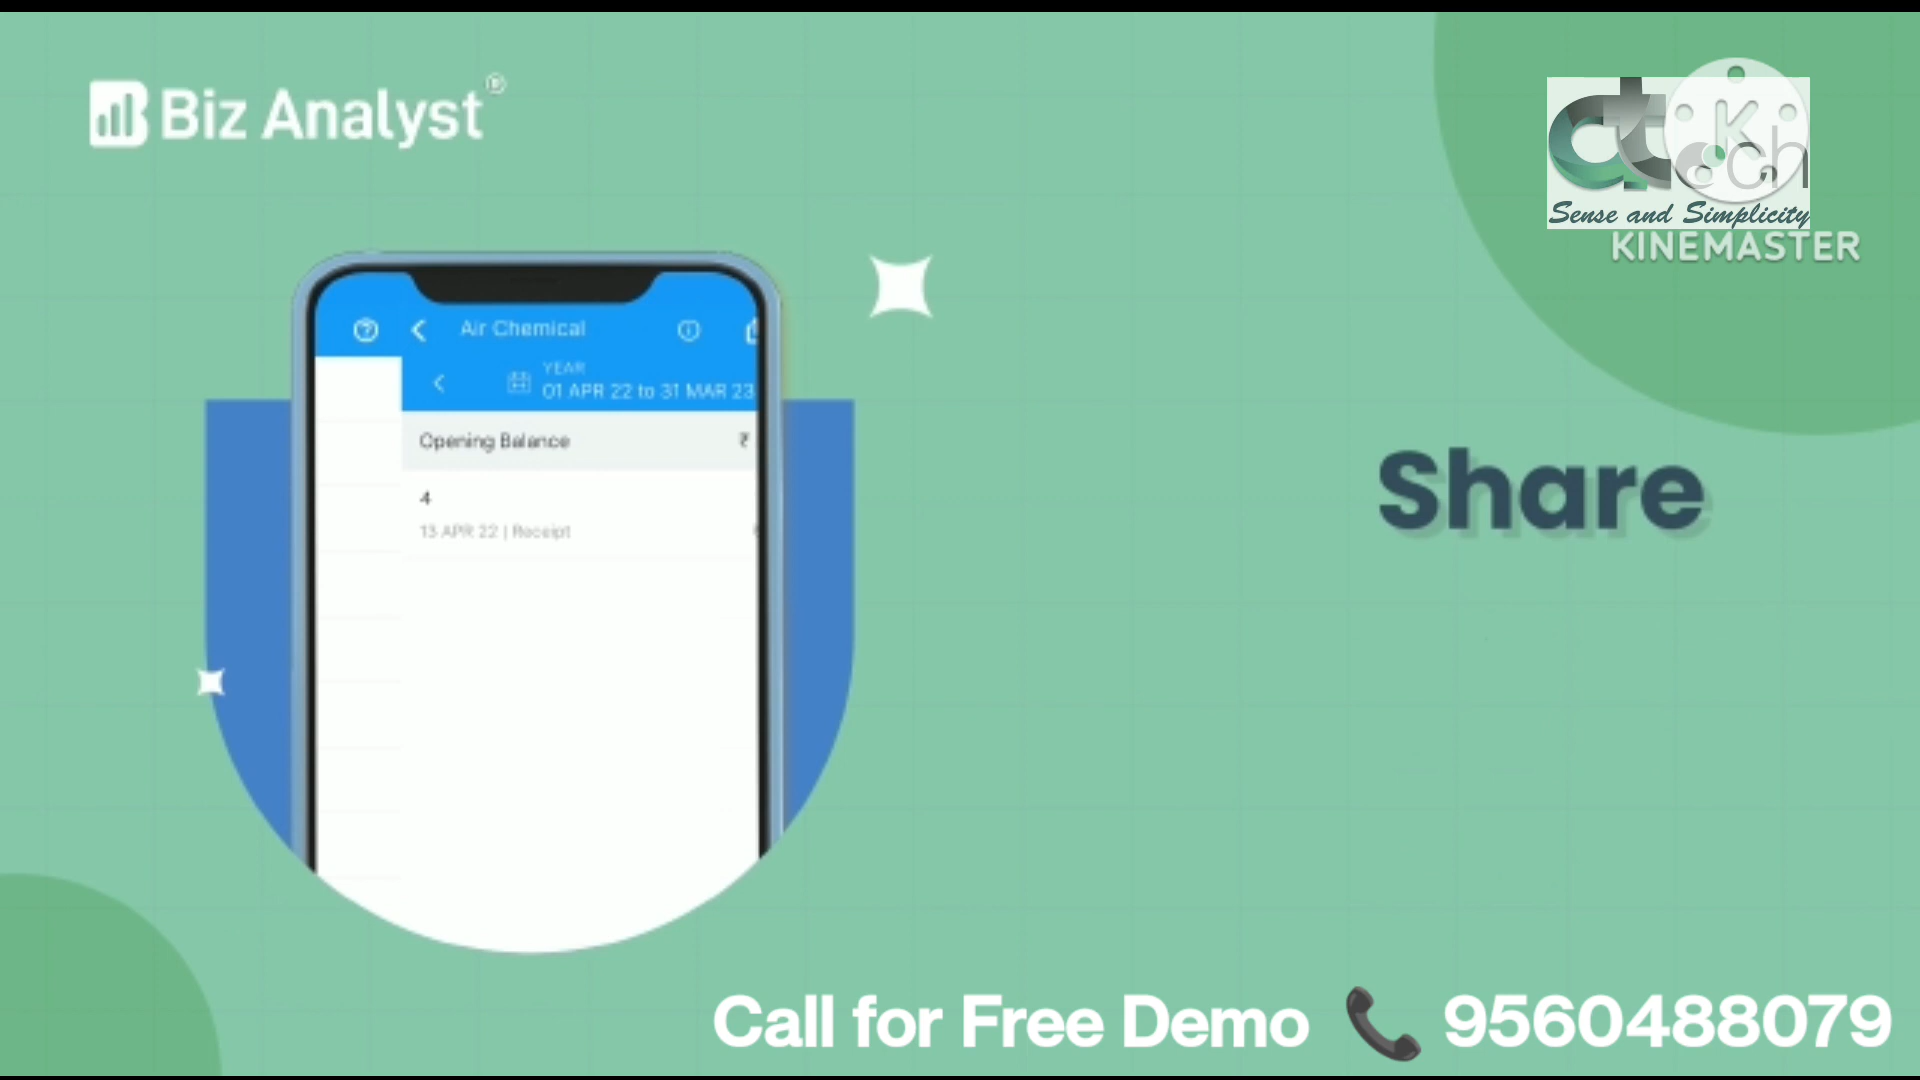 Biz Analyst®
Sense and Simplicity
KINEMASTER
Air Chemical
YEAR
01 APR 22 to 31 MAR 23
Opening Balance ₹
4
13 APR 22 | Receipt
Share
Call for Free Demo 📞 9560488079